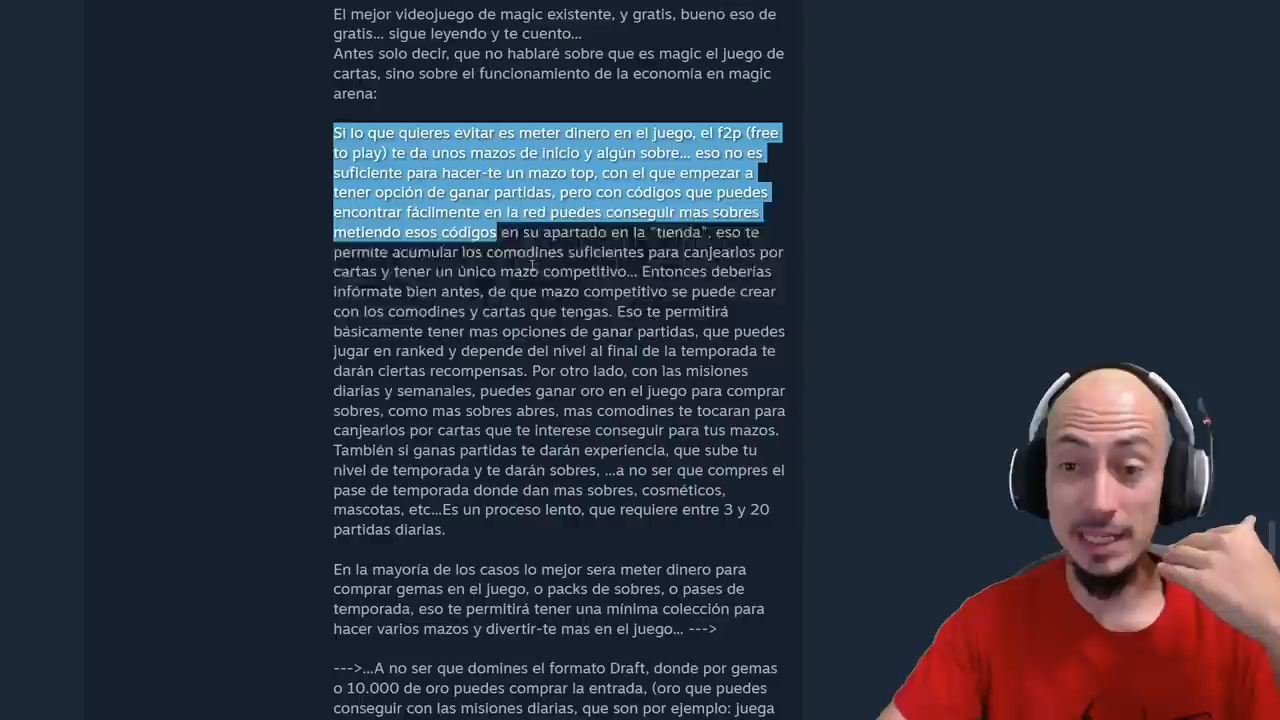 El mejor videojuego de magic existente, y gratis, bueno eso de
gratis... sigue leyendo y te cuento...
Antes solo decir, que no hablaré sobre que es magic el juego de
cartas, sino sobre el funcionamiento de la economía en magic
arena:
Si lo que quieres evitar es meter dinero en el juego, el f2p (free
to play) te da unos mazos de inicio y algún sobre... eso no es
suficiente para hacer-te un mazo top, con el que empezar a
tener opción de ganar partidas, pero con códigos que puedes
encontrar fácilmente en la red puedes conseguir mas sobres
metiendo esos códigos en su apartado en la "tienda", eso te
permite acumular los comodines suficientes para canjearlos por
cartas y tener un único mazo competitivo... Entonces deberías
infórmate bien antes, de que mazo competitivo se puede crear
con los comodines y cartas que tengas. Eso te permitirá
básicamente tener mas opciones de ganar partidas, que puedes
jugar en ranked y depende del nivel al final de la temporada te
darán ciertas recompensas. Por otro lado, con las misiones
diarias y semanales, puedes ganar oro en el juego para comprar
sobres, como mas sobres abres, mas comodines te tocaran para
canjearlos por cartas que te interese conseguir para tus mazos.
También si ganas partidas te darán experiencia, que sube tu
nivel de temporada y te darán sobres, ...a no ser que compres el
pase de temporada donde dan mas sobres, cosméticos,
mascotas, etc...Es un proceso lento, que requiere entre 3 y 20
partidas diarias.
En la mayoría de los casos lo mejor sera meter dinero para
comprar gemas en el juego, o packs de sobres, o pases de
temporada, eso te permitirá tener una mínima colección para
hacer varios mazos y divertir-te mas en el juego... --->
--->...A no ser que domines el formato Draft, donde por gemas
o 10.000 de oro puedes comprar la entrada, (oro que puedes
conseguir con las misiones diarias, que son por ejemplo: juega